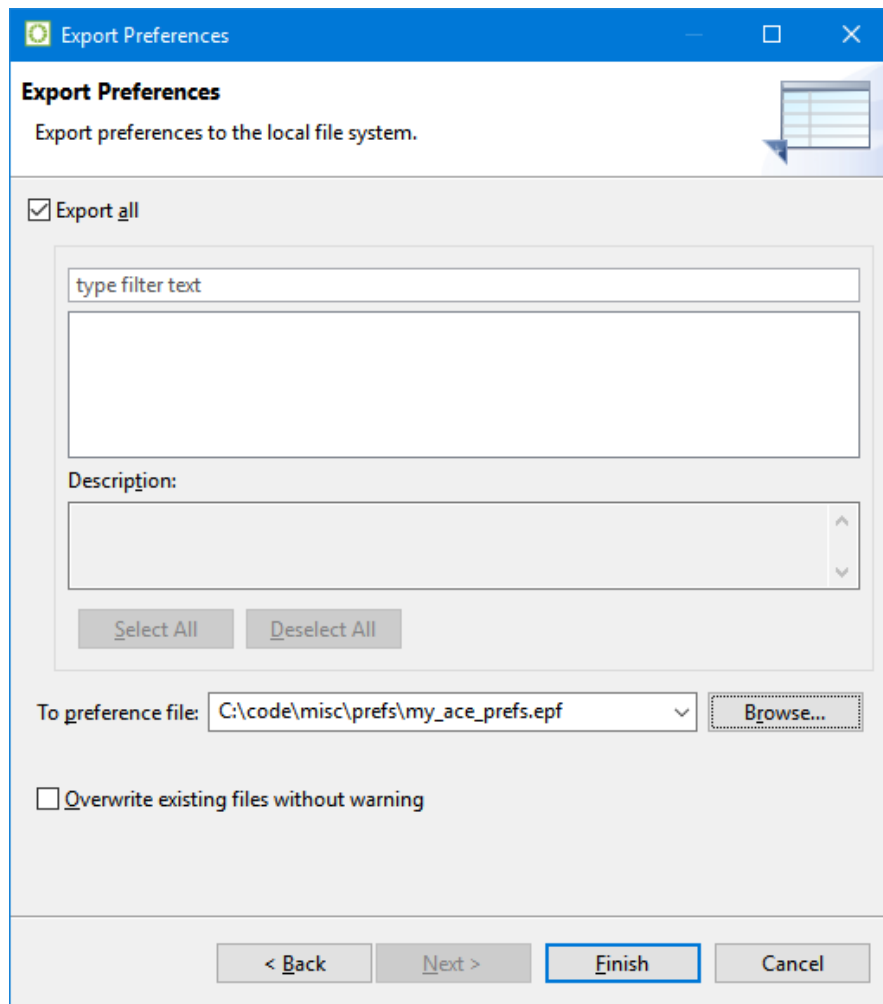 Export Preferences
Export Preferences
Export preferences to the local file system.
Export all
type filter text
Description:
Select All Deselect All
To preference file: C:\code\misc\prefs\my_ace_prefs.epf Browse...
Overwrite existing files without warning
< Back Next > Finish Cancel